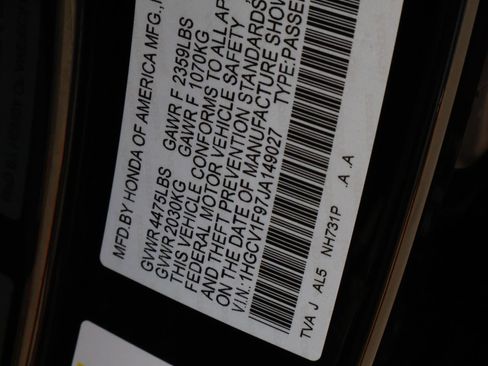 MFD.BY HONDA OF AMERICA MFG.,
GVWR 4475LBS GAWR F 2359LBS
GVWR 2030KG GAWR F 1070KG
THIS VEHICLE CONFORMS TO ALL AP
FEDERAL MOTOR VEHICLE SAFETY
AND THEFT PREVENTION STANDARDS
ON THE DATE OF MANUFACTURE SHOW
V.I.N.: 1HGCV1F97JA149027 TYPE:PASSE
TVA J AL5 NH731P .A .A